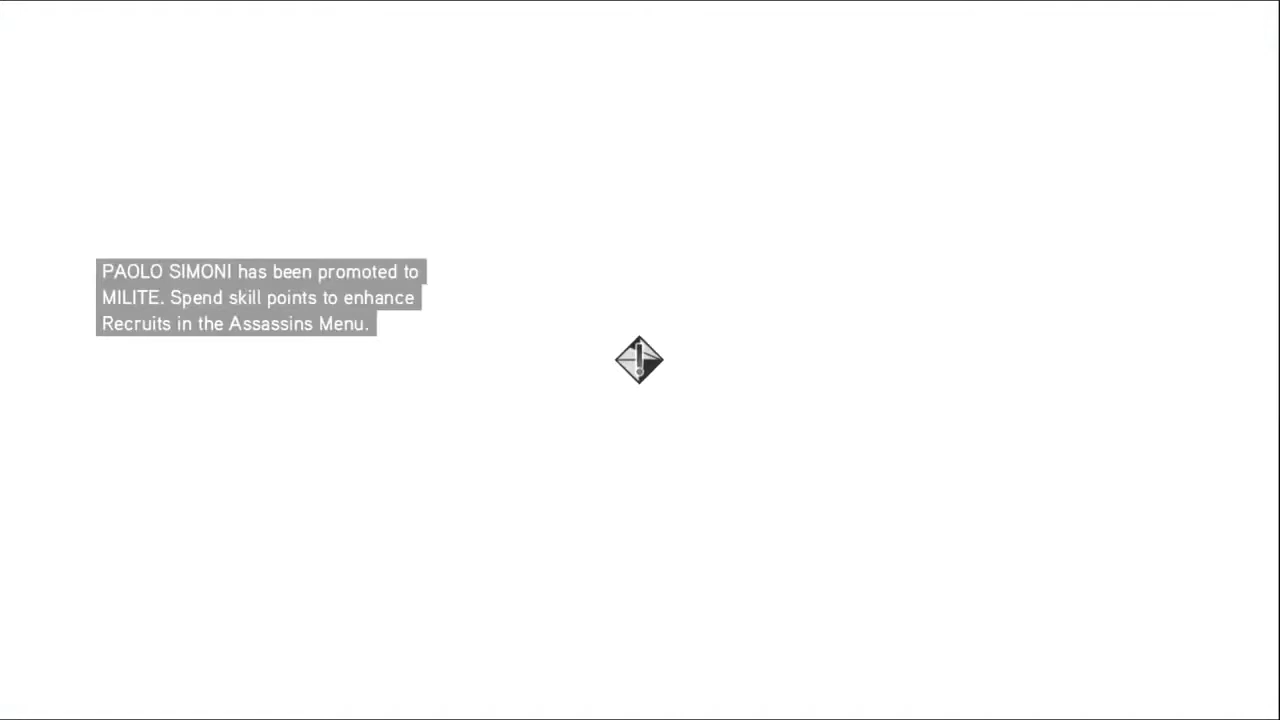 PAOLO SIMONI has been promoted to
MILITE. Spend skill points to enhance
Recruits in the Assassins Menu.